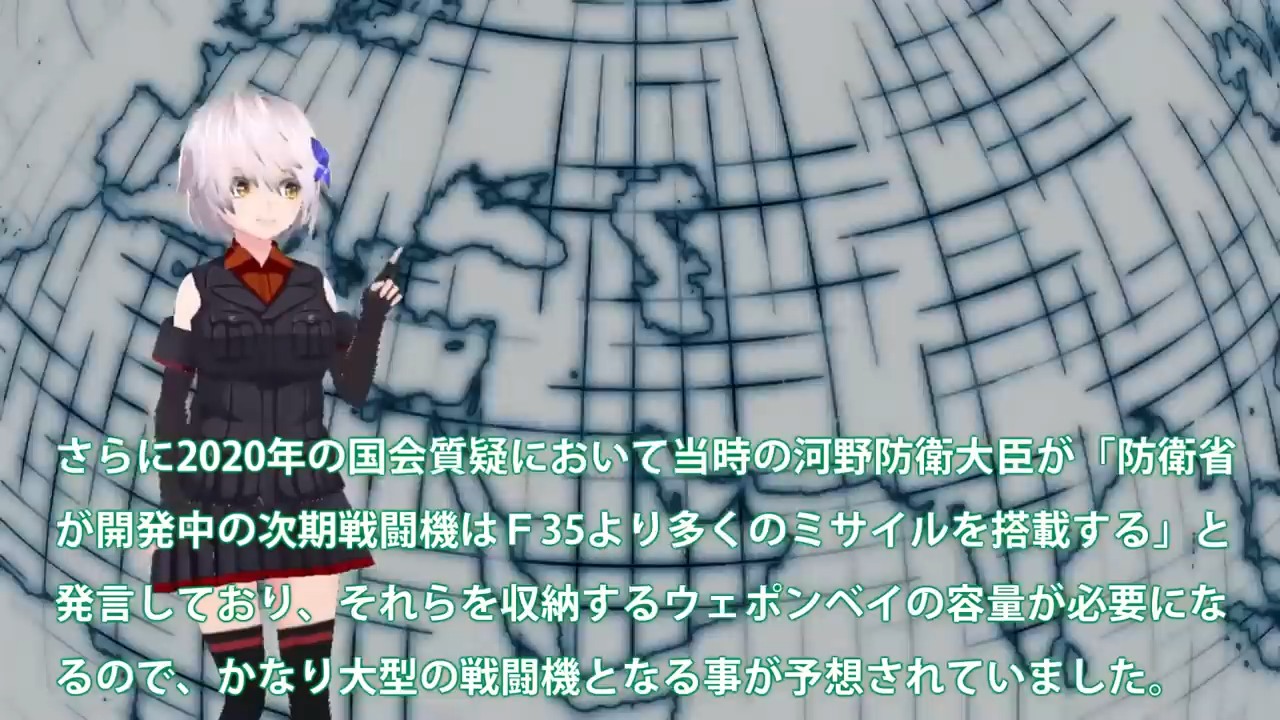 さらに2020年の国会質疑において当時の河野防衛大臣が「防衛省
が開発中の次期戦闘機はＦ35より多くのミサイルを搭載する」と
発言しており、それらを収納するウェポンベイの容量が必要にな
るので、かなり大型の戦闘機となる事が予想されていました。